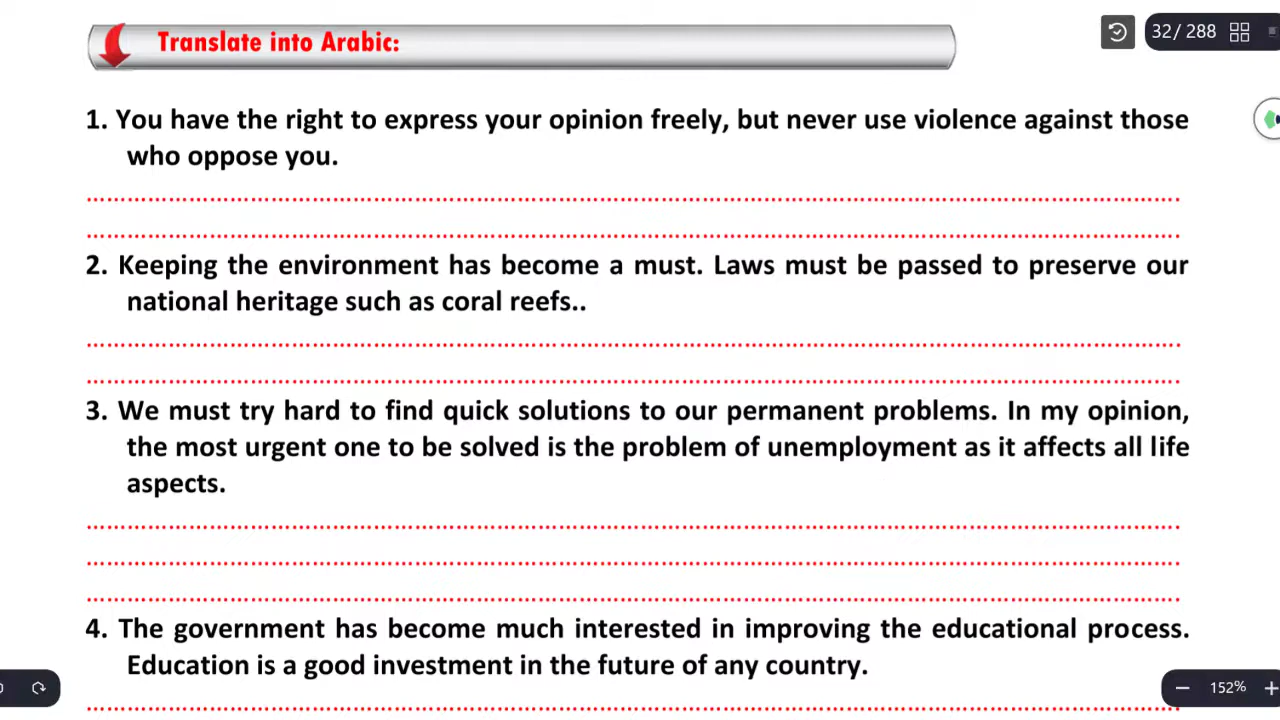 Translate into Arabic:
32/ 288
1. You have the right to express your opinion freely, but never use violence against those
who oppose you.
2. Keeping the environment has become a must. Laws must be passed to preserve our
national heritage such as coral reefs..
3. We must try hard to find quick solutions to our permanent problems. In my opinion,
the most urgent one to be solved is the problem of unemployment as it affects all life
aspects.
4. The government has become much interested in improving the educational process.
Education is a good investment in the future of any country.
152%